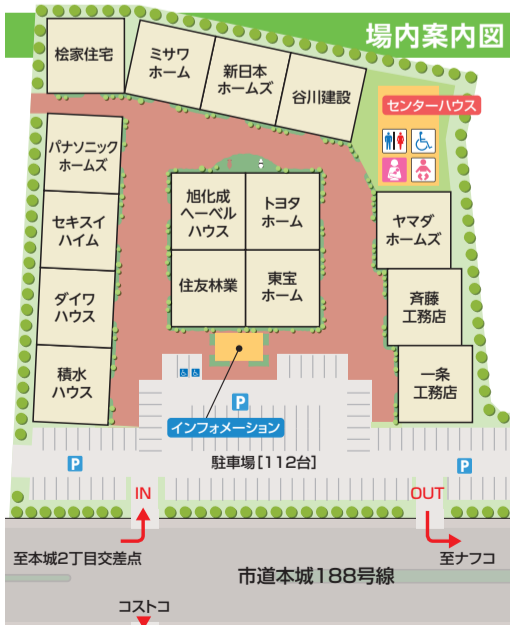 場内案内図
桧家住宅
ミサワ
ホーム
新日本
ホームズ
谷川建設
センターハウス
パナソニック
ホームズ
セキスイ
ハイム
ダイワ
ハウス
積水
ハウス
旭化成
ヘーベル
ハウス
トヨタ
ホーム
住友林業
東宝
ホーム
ヤマダ
ホームズ
斉藤
工務店
一条
工務店
P
インフォメーション
P
駐車場[112台]
P
IN
OUT
至本城2丁目交差点
至ナフコ
市道本城188号線
コストコ